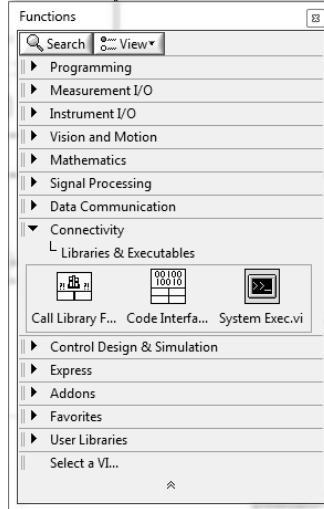 Functions
Search View
Programming
Measurement I/O
Instrument I/O
Vision and Motion
Mathematics
Signal Processing
Data Communication
Connectivity
Libraries & Executables
?! ?!
00100
10010
>>_
Call Library F... Code Interfa... System Exec.vi
Control Design & Simulation
Express
Addons
Favorites
User Libraries
Select a VI...